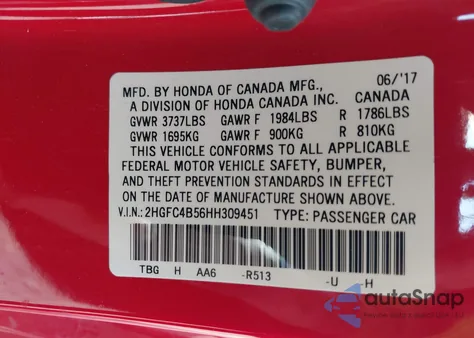 MFD. BY HONDA OF CANADA MFG., 06/'17
A DIVISION OF HONDA CANADA INC. CANADA
GVWR 3737LBS GAWR F 1984LBS R 1786LBS
GVWR 1695KG GAWR F 900KG R 810KG
THIS VEHICLE CONFORMS TO ALL APPLICABLE
FEDERAL MOTOR VEHICLE SAFETY, BUMPER,
AND THEFT PREVENTION STANDARDS IN EFFECT
ON THE DATE OF MANUFACTURE SHOWN ABOVE.
V.I.N.: 2HGFC4B56HH309451 TYPE: PASSENGER CAR
TBG H AA6 -R513 -U H
autoSnap